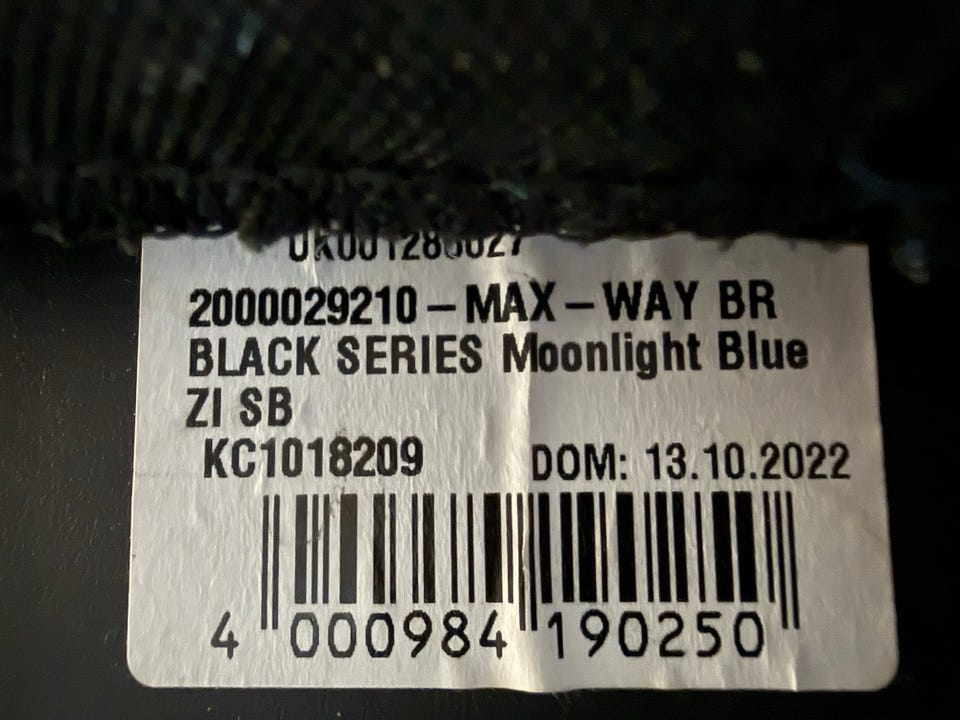 2000029210 – MAX – WAY BR
BLACK SERIES Moonlight Blue
ZI SB
KC1018209 DOM: 13.10.2022
4 000984 190250